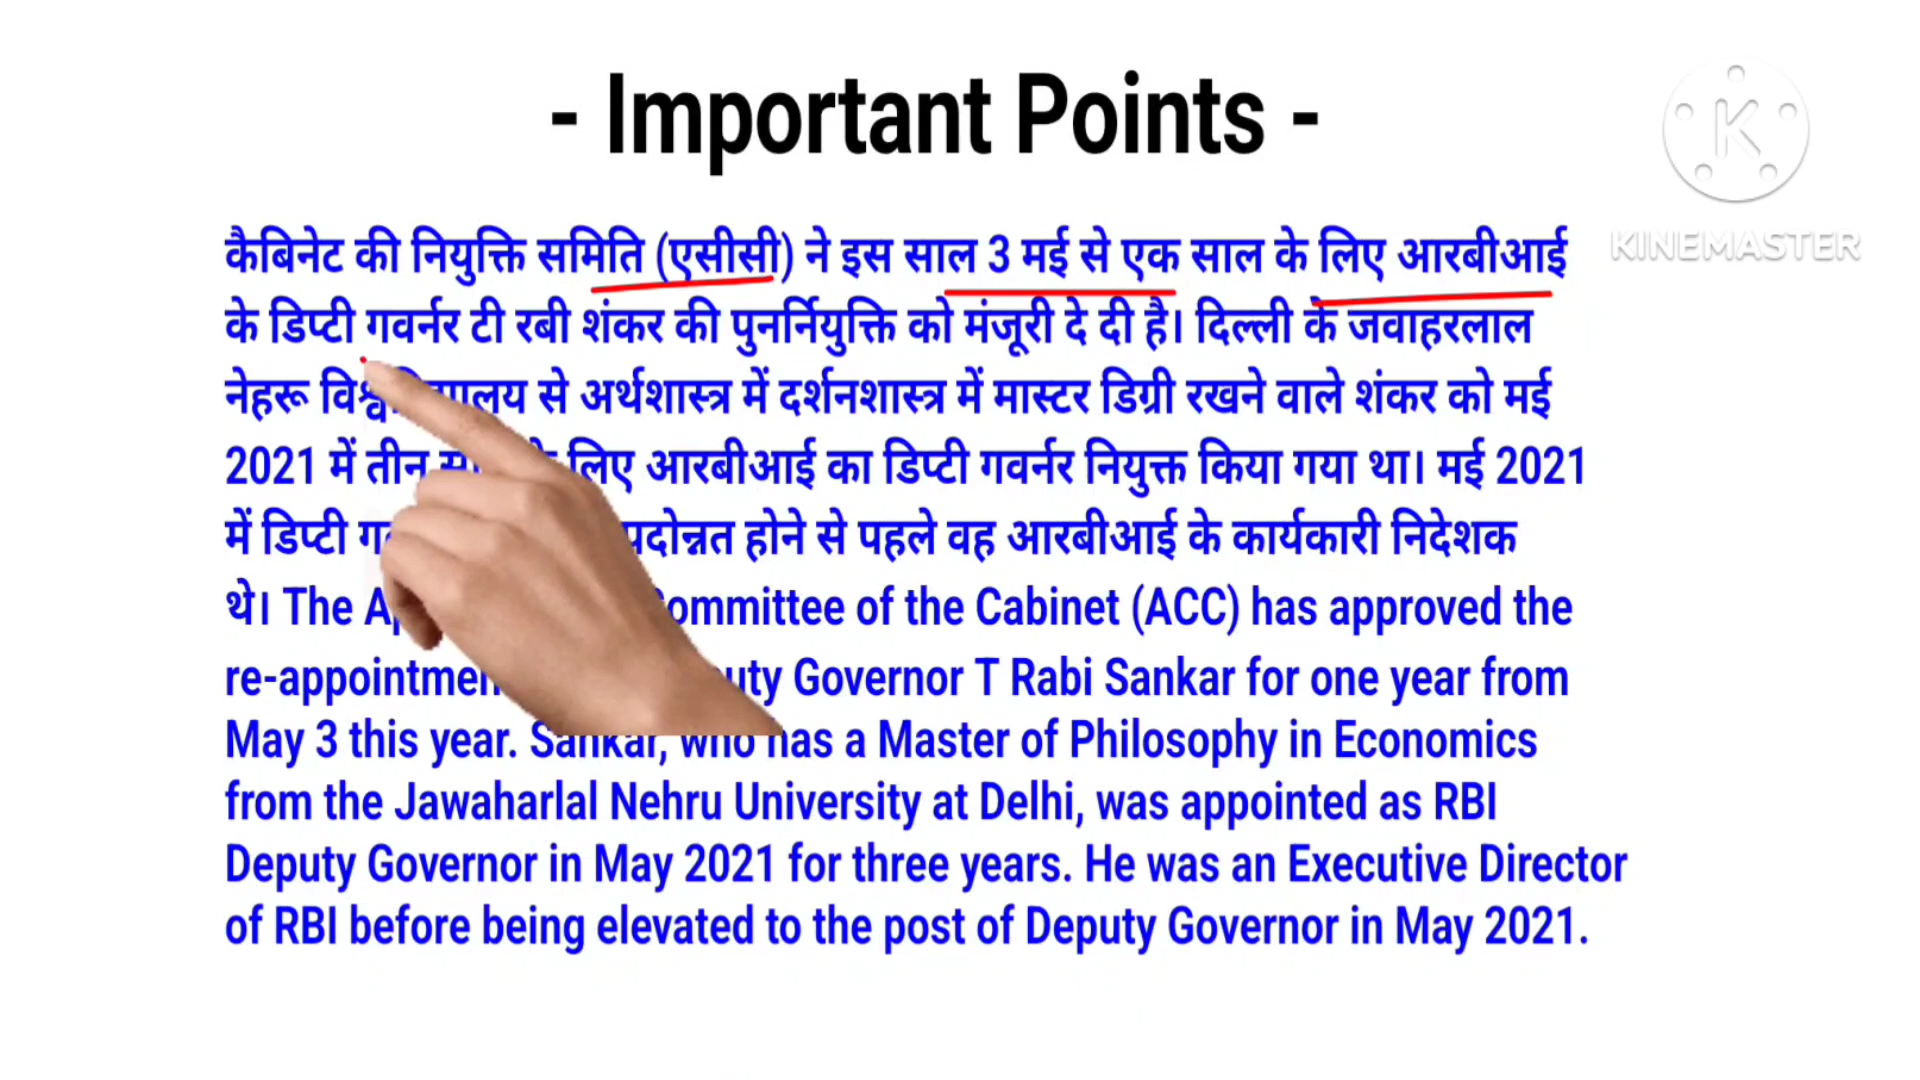 - Important Points -
KINEMASTER
कैबिनेट की नियुक्ति समिति (एसीसी) ने इस साल 3 मई से एक साल के लिए आरबीआई
के डिप्टी गवर्नर टी रबी शंकर की पुनर्नियुक्ति को मंजूरी दे दी है। दिल्ली के जवाहरलाल
नेहरू से अर्थशास्त्र में दर्शनशास्त्र में मास्टर डिग्री रखने वाले शंकर को मई
2021 में तीन लिए आरबीआई का डिप्टी गवर्नर नियुक्त किया गया था। मई 2021
में डिप्टी पदोन्नत होने से पहले वह आरबीआई के कार्यकारी निदेशक
थे। The Committee of the Cabinet (ACC) has approved the
Governor T Rabi Sankar for one year from
May 3 this year. Sankar, who has a Master of Philosophy in Economics
from the Jawaharlal Nehru University at Delhi, was appointed as RBI
Deputy Governor in May 2021 for three years. He was an Executive Director
of RBI before being elevated to the post of Deputy Governor in May 2021.